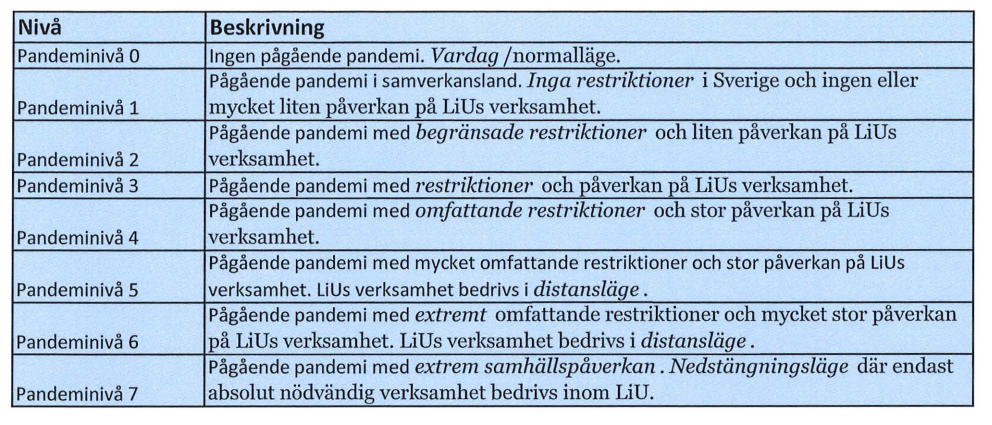 Nivå Beskrivning
Pandeminivå 0 Ingen pågående pandemi. Vardag /normalläge.
Pågående pandemi i samverkansland. Inga restriktioner i Sverige och ingen eller
Pandeminivå 1 mycket liten påverkan på LiUs verksamhet.
Pågående pandemi med begränsade restriktioner och liten påverkan på LiUs
Pandeminivå 2 verksamhet.
Pandeminivå 3 Pågående pandemi med restriktioner och påverkan på LiUs verksamhet.
Pågående pandemi med omfattande restriktioner och stor påverkan på LiUs
Pandeminivå 4 verksamhet.
Pågående pandemi med mycket omfattande restriktioner och stor påverkan på LiUs
Pandeminivå 5 verksamhet. LiUs verksamhet bedrivs i distansläge .
Pågående pandemi med extremt omfattande restriktioner och mycket stor påverkan
Pandeminivå 6 på LiUs verksamhet. LiUs verksamhet bedrivs i distansläge .
Pågående pandemi med extrem samhällspåverkan . Nedstängningsläge där endast
Pandeminivå 7 absolut nödvändig verksamhet bedrivs inom LiU.